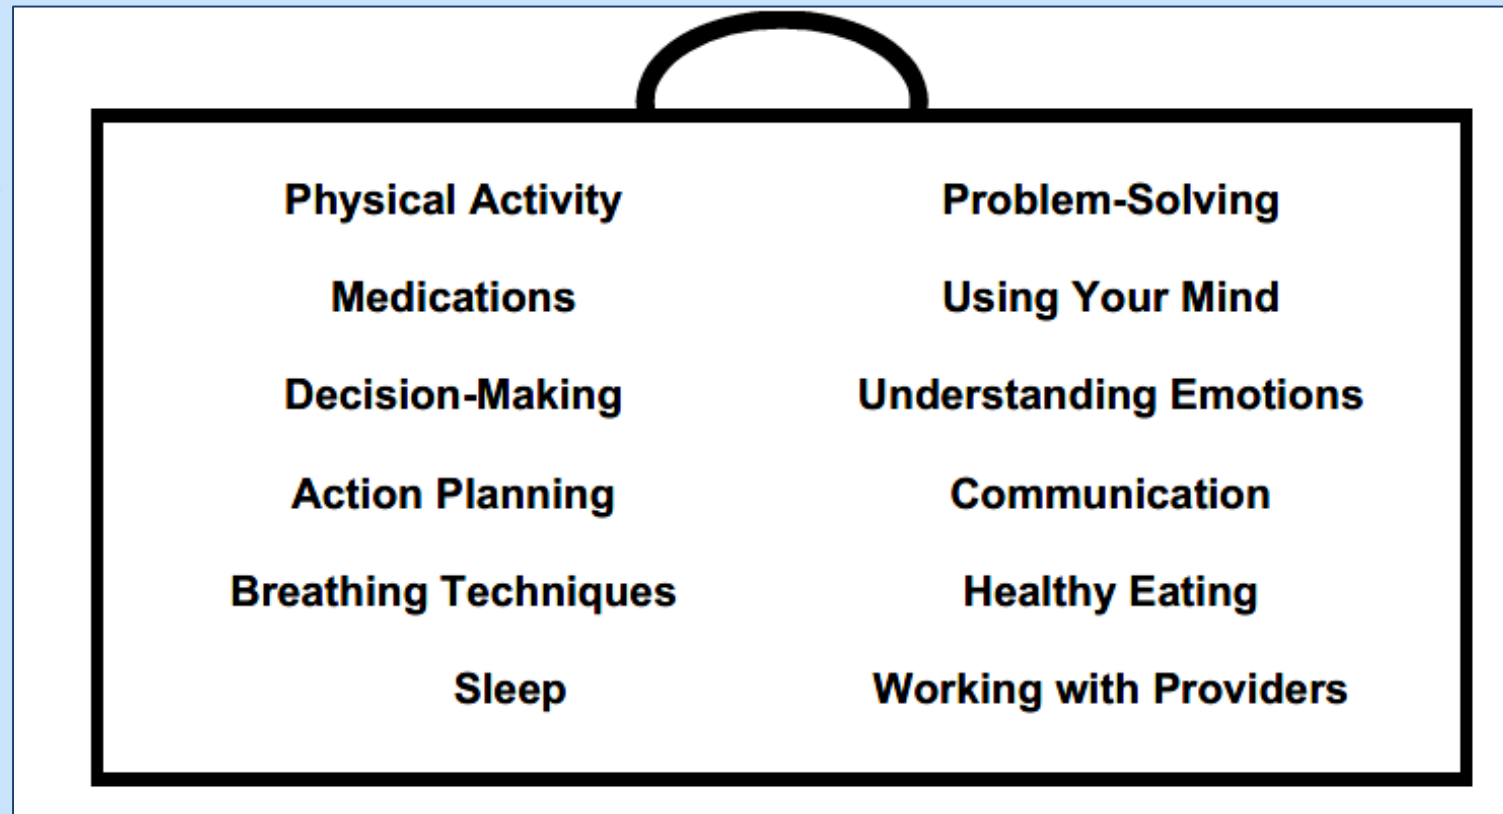 Physical Activity
Medications
Decision-Making
Action Planning
Breathing Techniques
Sleep
Problem-Solving
Using Your Mind
Understanding Emotions
Communication
Healthy Eating
Working with Providers